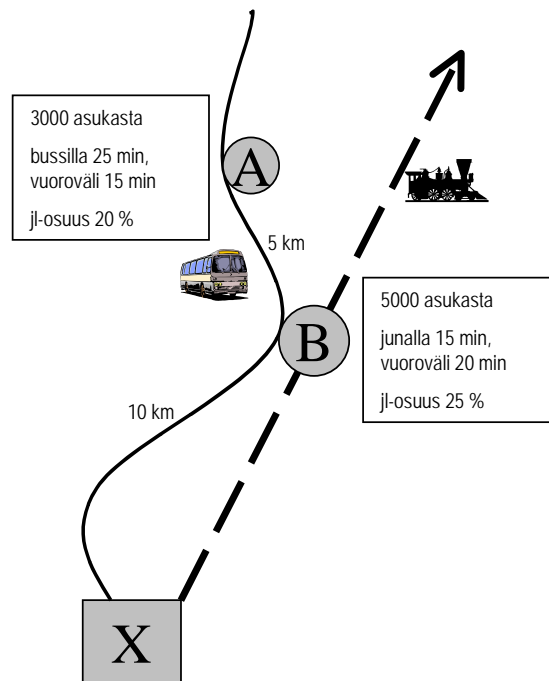 3000 asukasta
bussilla 25 min,
vuoroväli 15 min
jl-osuus 20 %
A
5 km
5000 asukasta
junalla 15 min,
vuoroväli 20 min
jl-osuus 25 %
B
10 km
X